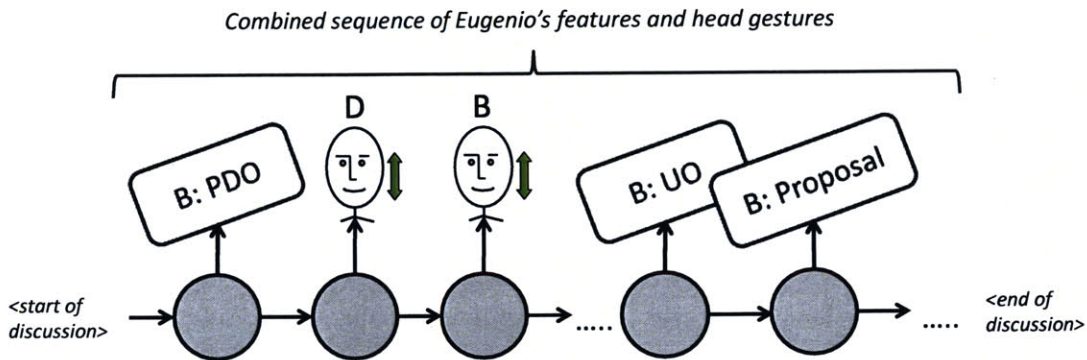 Combined sequence of Eugenio's features and head gestures
D
B
B: PDO
B: UO
B: Proposal
<start of
discussion>
.....
.....
<end of
discussion>